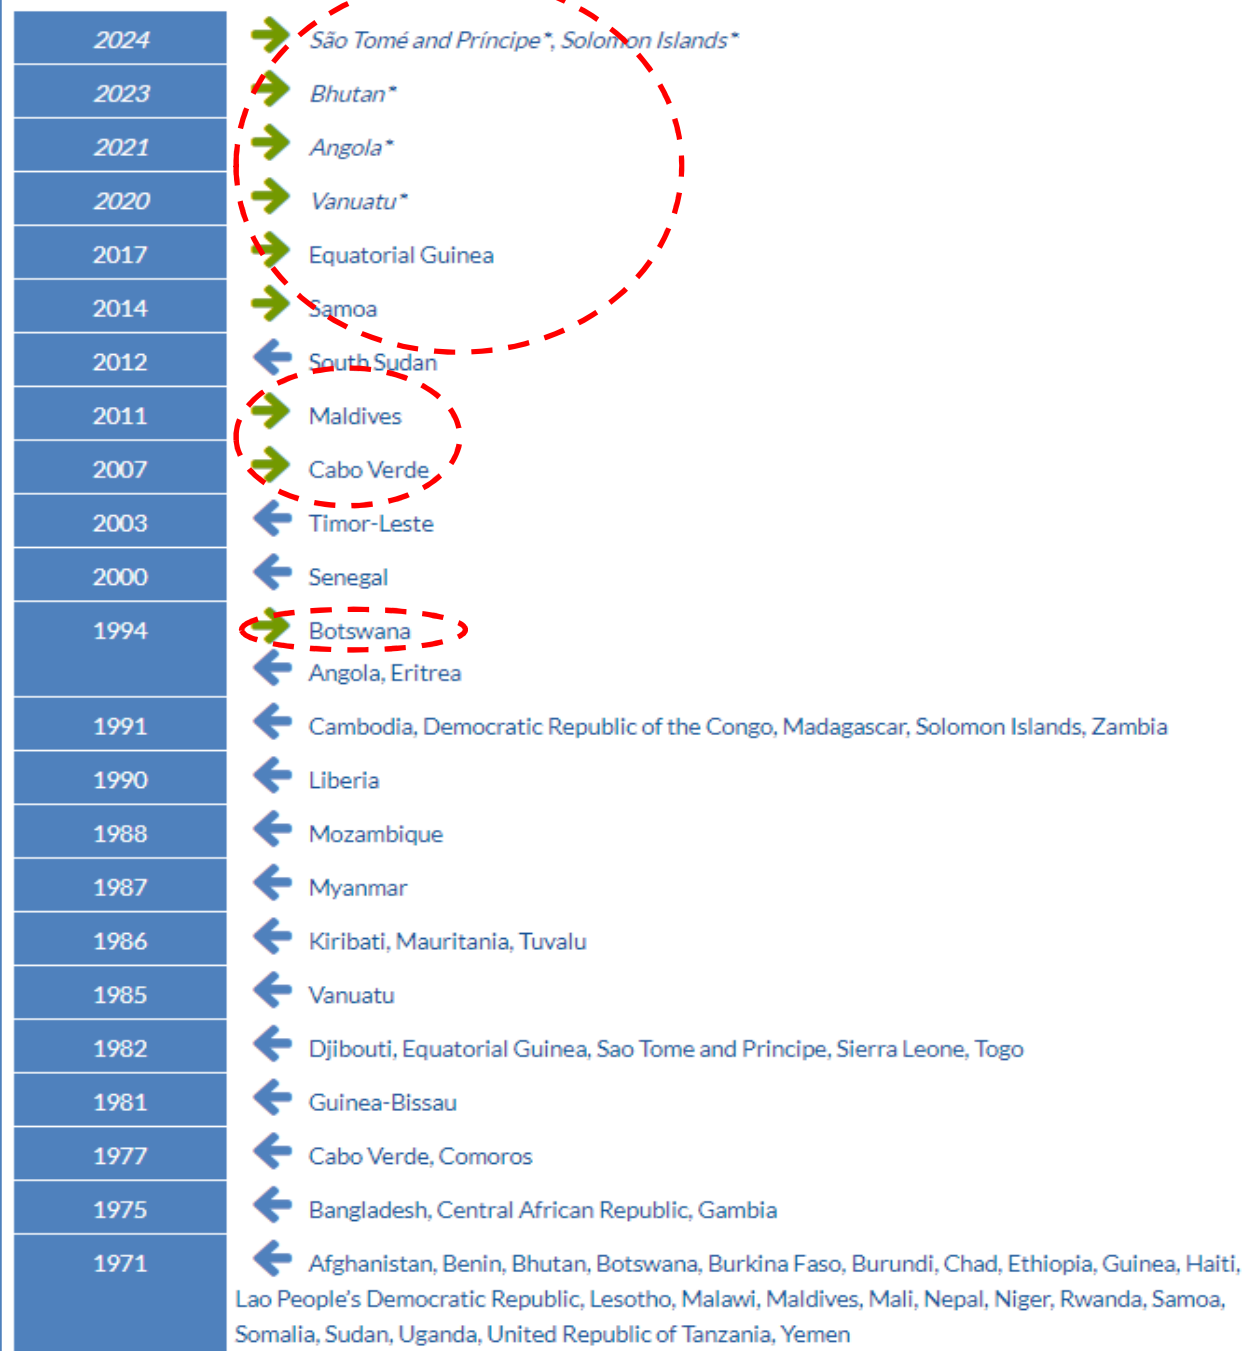 2024 São Tomé and Príncipe*, Solomon Islands*
2023 Bhutan*
2021 Angola*
2020 Vanuatu*
2017 Equatorial Guinea
2014 Samoa
2012 South Sudan
2011 Maldives
2007 Cabo Verde
2003 Timor-Leste
2000 Senegal
1994 Botswana
Angola, Eritrea
1991 Cambodia, Democratic Republic of the Congo, Madagascar, Solomon Islands, Zambia
1990 Liberia
1988 Mozambique
1987 Myanmar
1986 Kiribati, Mauritania, Tuvalu
1985 Vanuatu
1982 Djibouti, Equatorial Guinea, Sao Tome and Principe, Sierra Leone, Togo
1981 Guinea-Bissau
1977 Cabo Verde, Comoros
1975 Bangladesh, Central African Republic, Gambia
1971 Afghanistan, Benin, Bhutan, Botswana, Burkina Faso, Burundi, Chad, Ethiopia, Guinea, Haiti,
Lao People's Democratic Republic, Lesotho, Malawi, Maldives, Mali, Nepal, Niger, Rwanda, Samoa,
Somalia, Sudan, Uganda, United Republic of Tanzania, Yemen